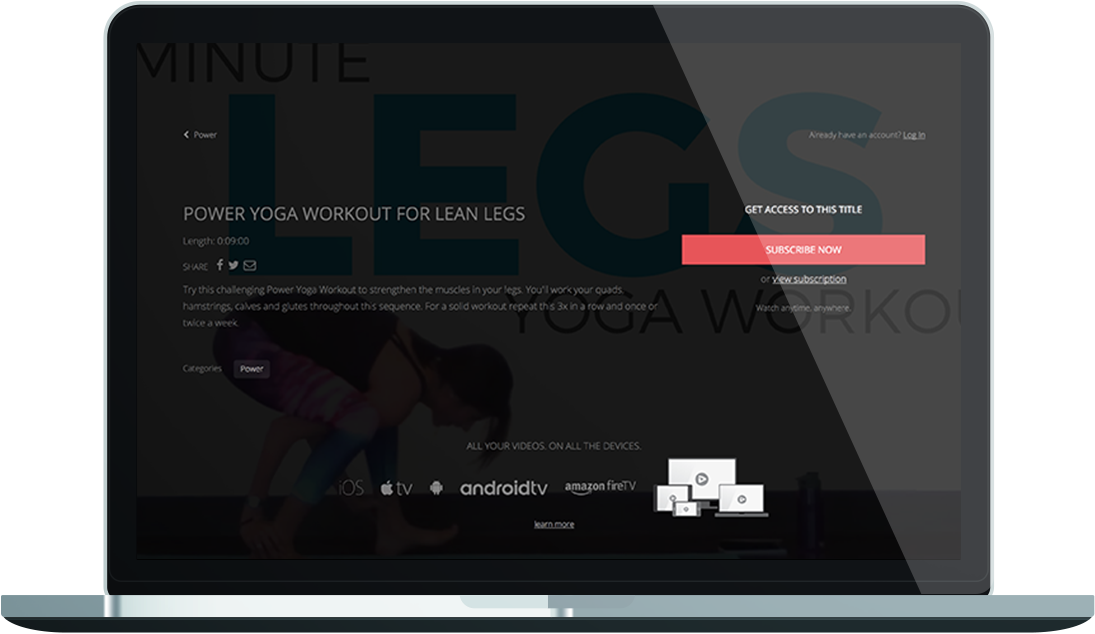 MINUTE
LEGS
YOGA WORKOU
Power
Already have an account? Log In
POWER YOGA WORKOUT FOR LEAN LEGS
Length: 0:09:00
SHARE
Try this challenging Power Yoga Workout to strengthen the muscles in your legs. You'll work your quads,
hamstrings, calves and glutes throughout this sequence. For a solid workout repeat this 3x in a row and once or
twice a week.
Categories Power
GET ACCESS TO THIS TITLE
SUBSCRIBE NOW
or view subscription
Watch anytime, anywhere.
ALL YOUR VIDEOS. ON ALL THE DEVICES.
iOS tv androidtv amazon fireTV
learn more